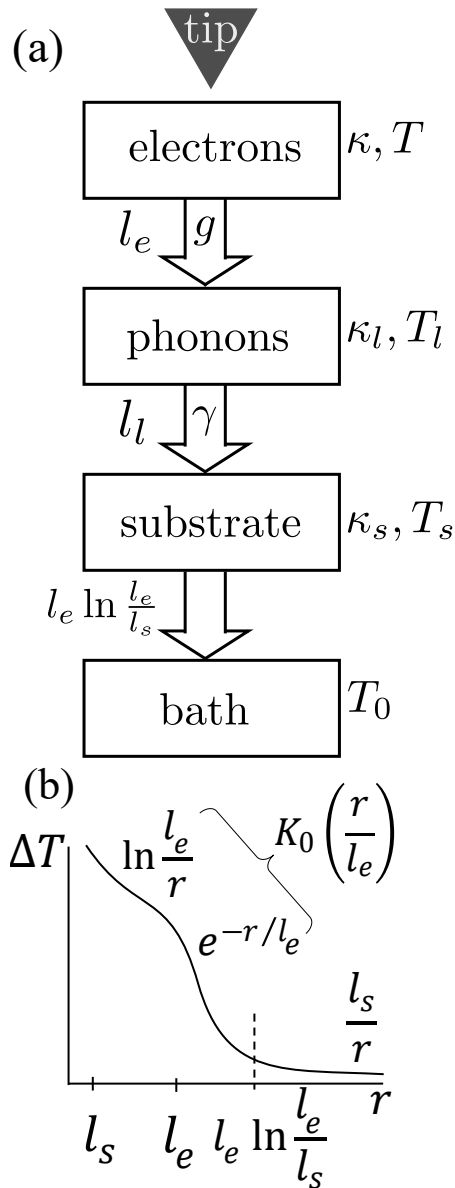 tip
(a)
electrons κ, T
l_e g
phonons κ_l, T_l
l_l γ
substrate κ_s, T_s
l_e ln l_e/l_s
bath T_0
(b)
ΔT ln l_e/r K_0 (r/l_e)
e^{-r/l_e}
l_s/r
r
l_s l_e l_e ln l_e/l_s